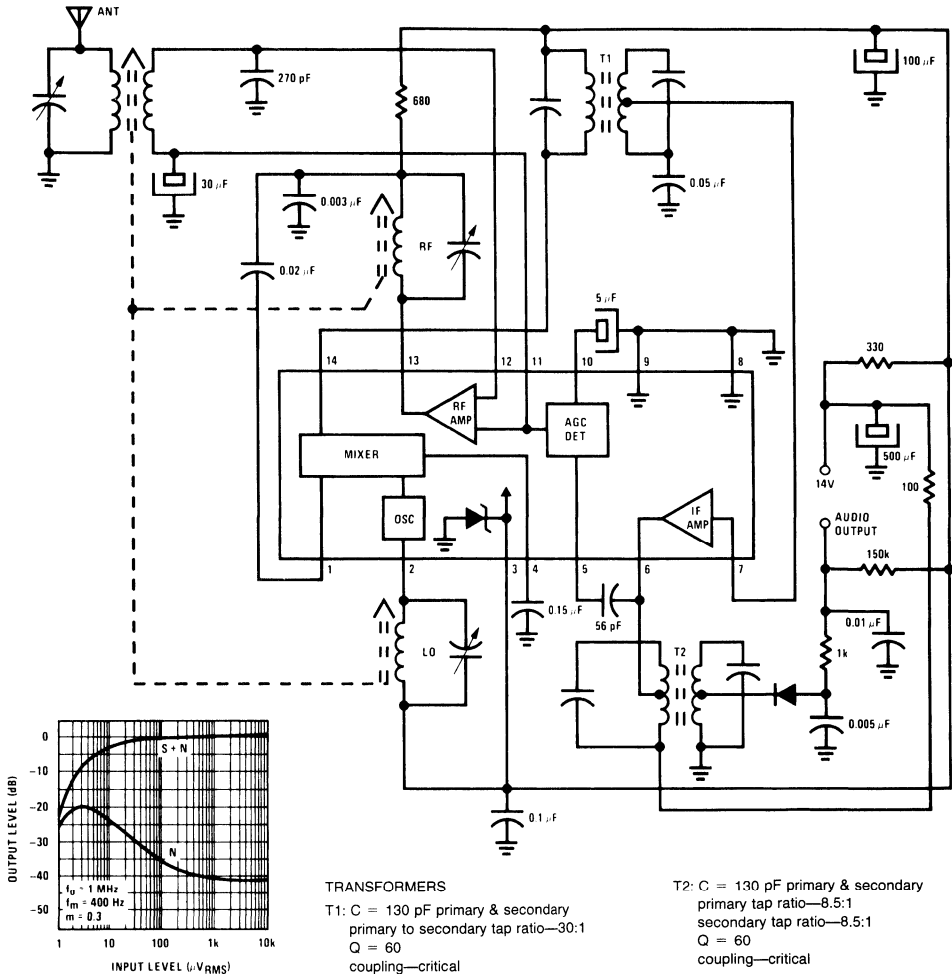 ANT
T1
100 μF
270 pF
680
30 μF
0.003 μF
0.05 μF
RF
0.02 μF
5 μF
14
13
12
11
10
9
8
330
RF
AMP
AGC
DET
MIXER
500 μF
14V
100
OSC
IF
AMP
AUDIO
OUTPUT
1
2
3
4
5
6
7
150k
0.15 μF
56 pF
0.01 μF
LO
T2
1k
0.005 μF
0.1 μF
OUTPUT LEVEL (dB)
0
-10
-20
-30
-40
-50
S + N
N
fo = 1 MHz
fm = 400 Hz
m = 0.3
1
10
100
1k
10k
INPUT LEVEL (μVRMS)
TRANSFORMERS
T1: C = 130 pF primary & secondary
primary to secondary tap ratio—30:1
Q = 60
coupling—critical
T2: C = 130 pF primary & secondary
primary tap ratio—8.5:1
secondary tap ratio—8.5:1
Q = 60
coupling—critical